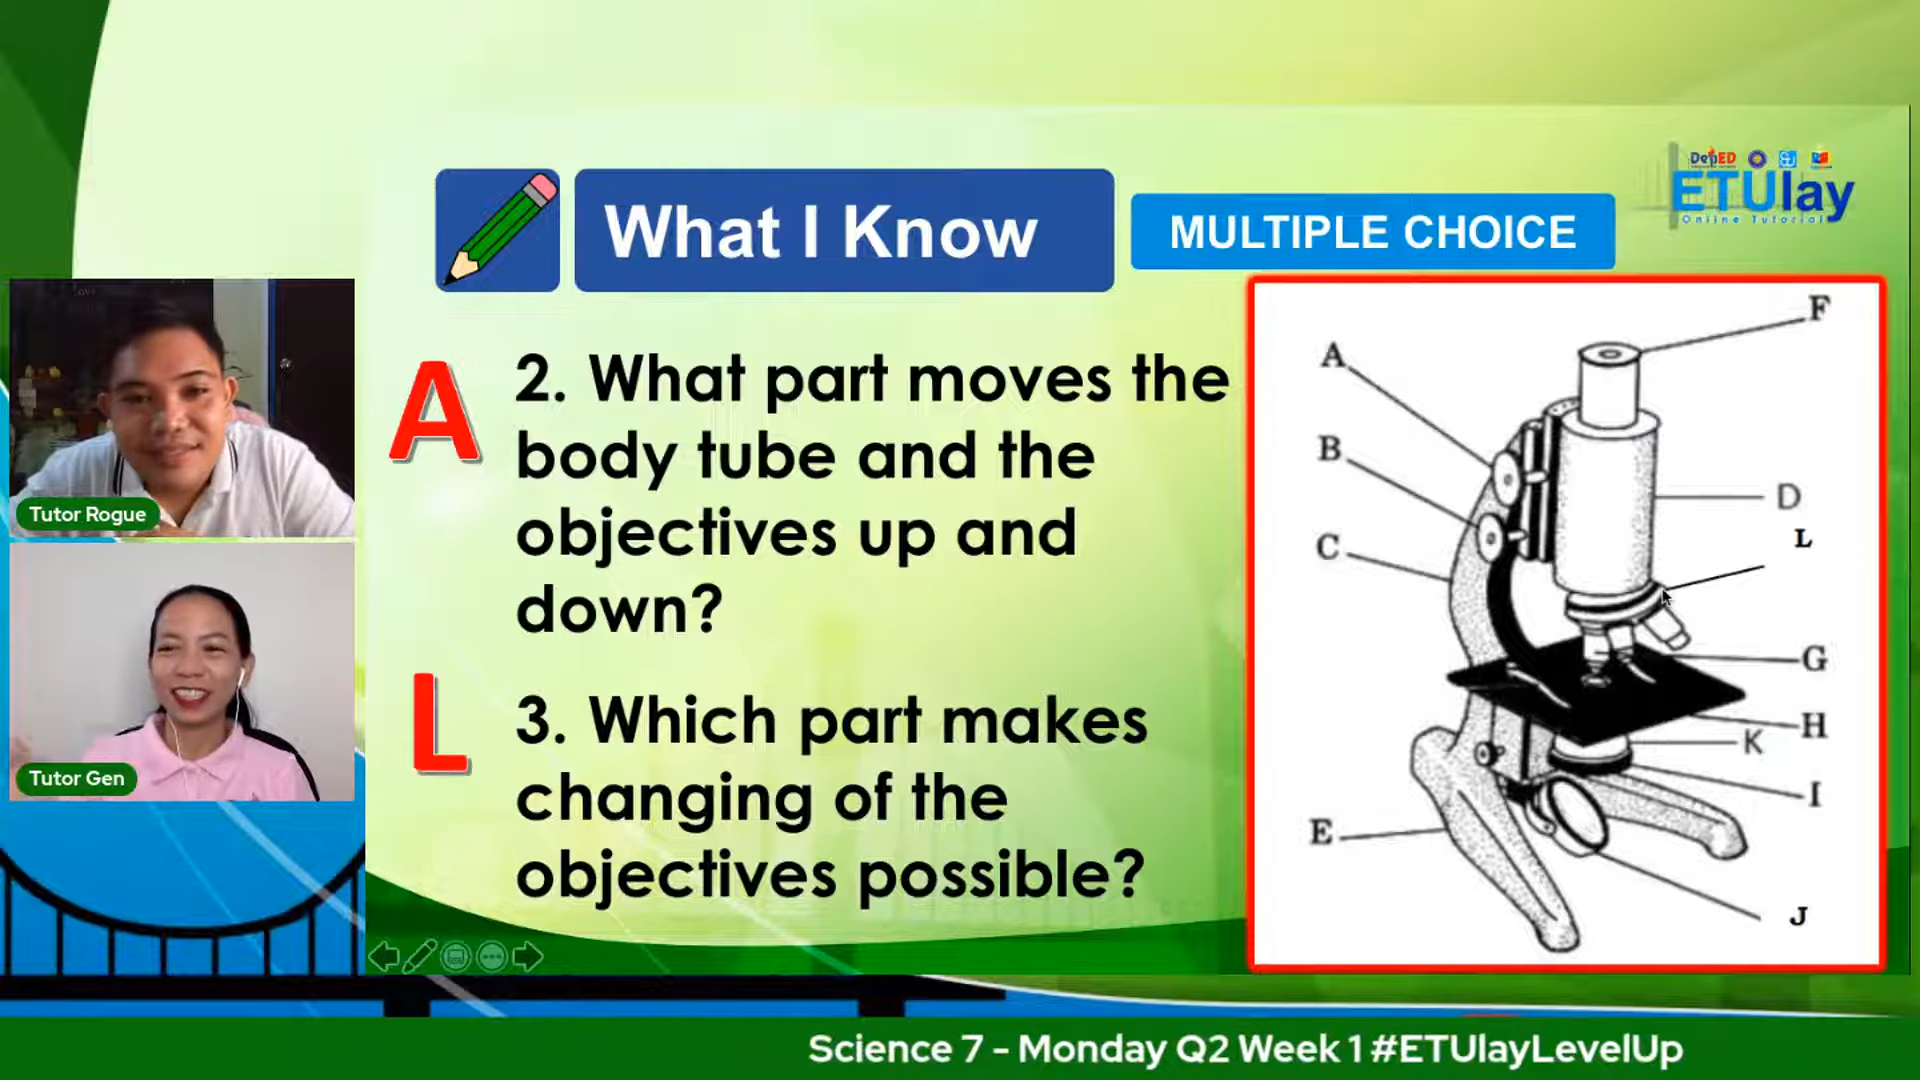 DepED
ETUlay
Online Tutorial
What I Know
MULTIPLE CHOICE
A
2. What part moves the
body tube and the
objectives up and
down?
L
3. Which part makes
changing of the
objectives possible?
F
A
B
D
L
C
G
H
K
I
E
J
Tutor Rogue
Tutor Gen
Science 7 - Monday Q2 Week 1 #ETUlayLevelUp